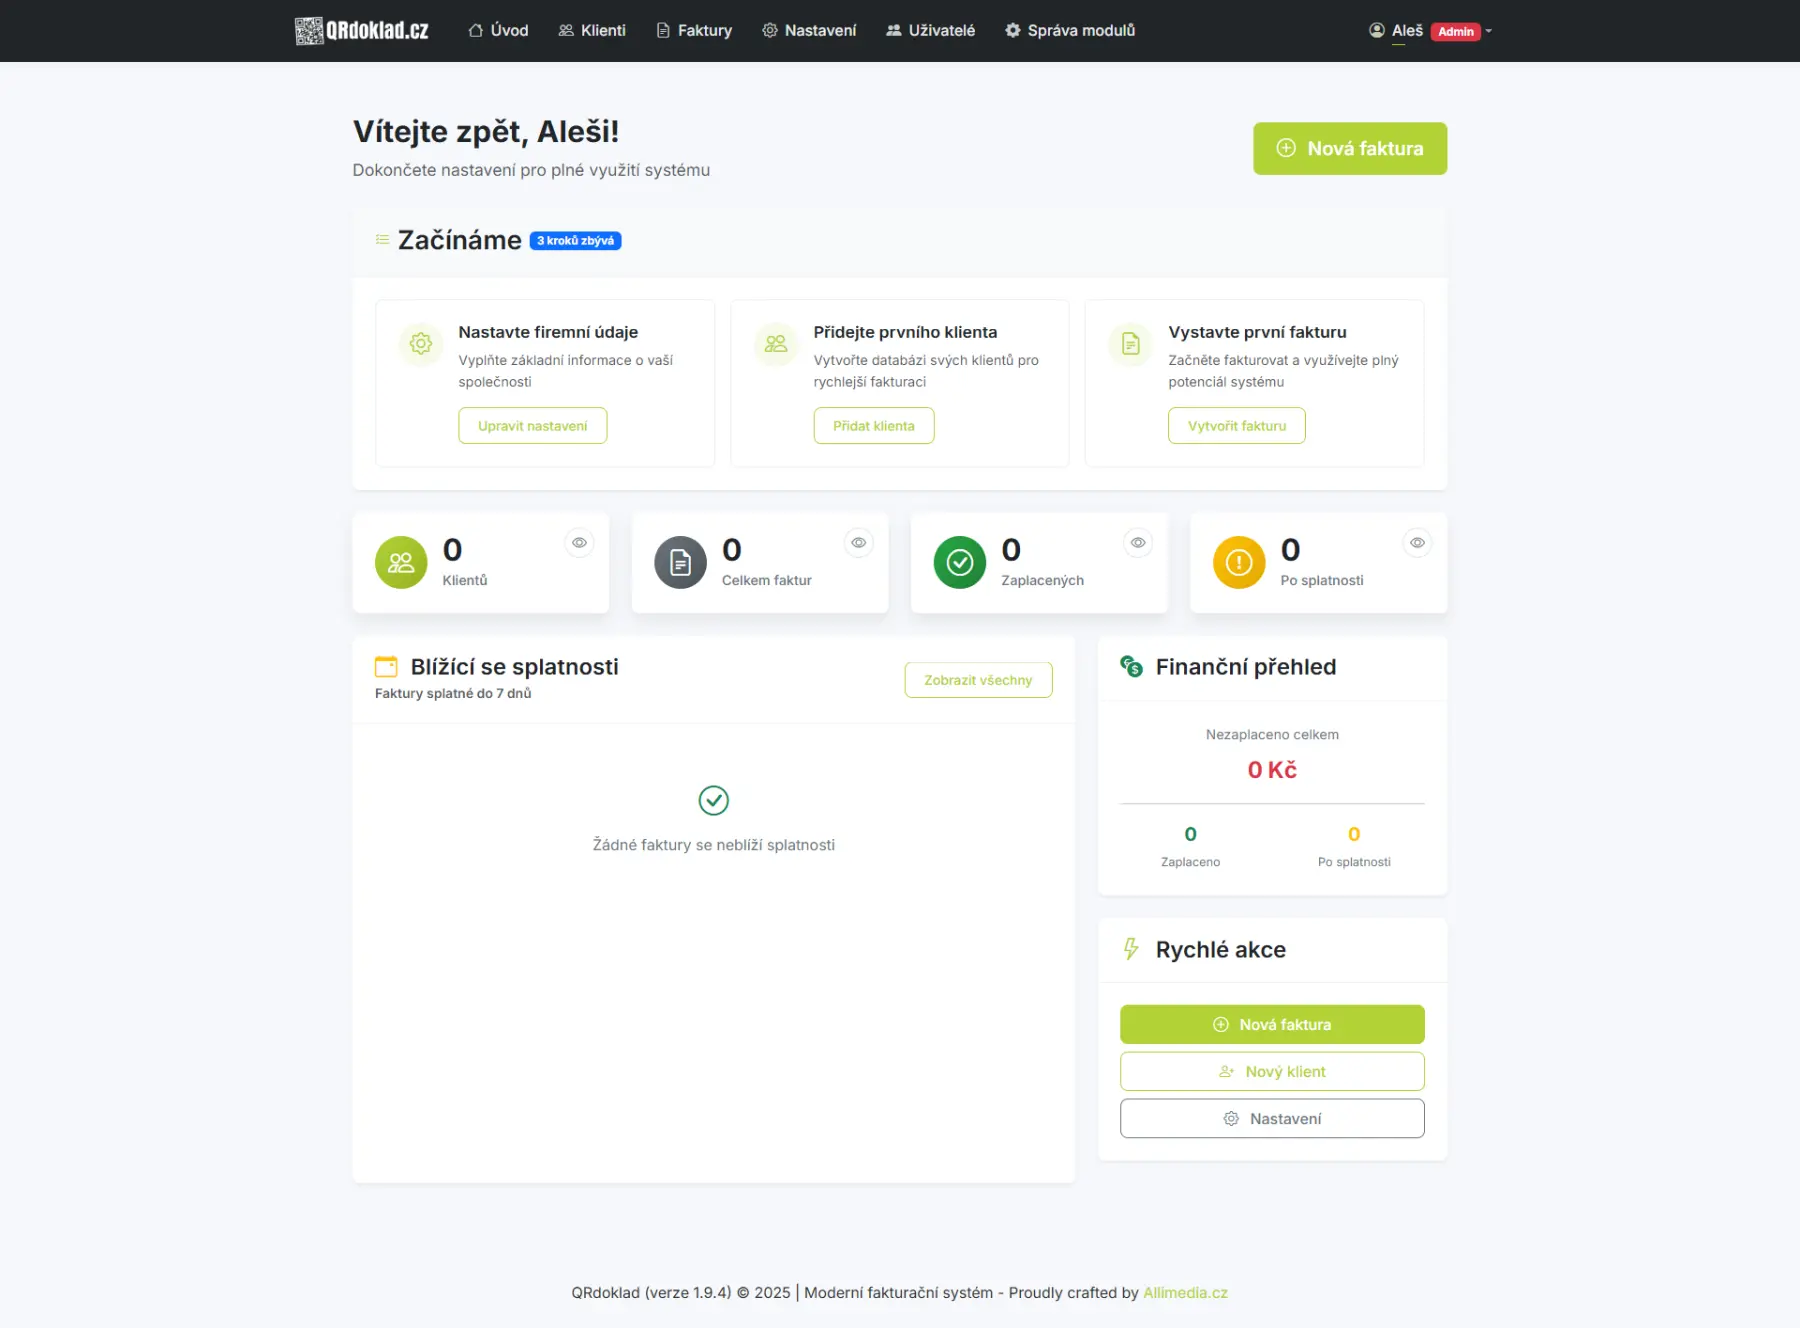 QRdoklad.cz
Úvod
Klienti
Faktury
Nastavení
Uživatelé
Správa modulů
Aleš Admin
Vítejte zpět, Aleši!
Dokončete nastavení pro plné využití systému
Nová faktura
Začínáme 3 kroků zbývá
Nastavte firemní údaje
Vyplňte základní informace o vaší
společnosti
Upravit nastavení
Přidejte prvního klienta
Vytvořte databázi svých klientů pro
rychlejší fakturaci
Přidat klienta
Vystavte první fakturu
Začněte fakturovat a využívejte plný
potenciál systému
Vytvořit fakturu
0
Klientů
0
Celkem faktur
0
Zaplacených
0
Po splatnosti
Blížící se splatnosti
Faktury splatné do 7 dnů
Zobrazit všechny
Žádné faktury se neblíží splatnosti
Finanční přehled
Nezaplaceno celkem
0 Kč
0
Zaplaceno
0
Po splatnosti
Rychlé akce
Nová faktura
Nový klient
Nastavení
QRdoklad (verze 1.9.4) © 2025 | Moderní fakturační systém - Proudly crafted by Allimedia.cz